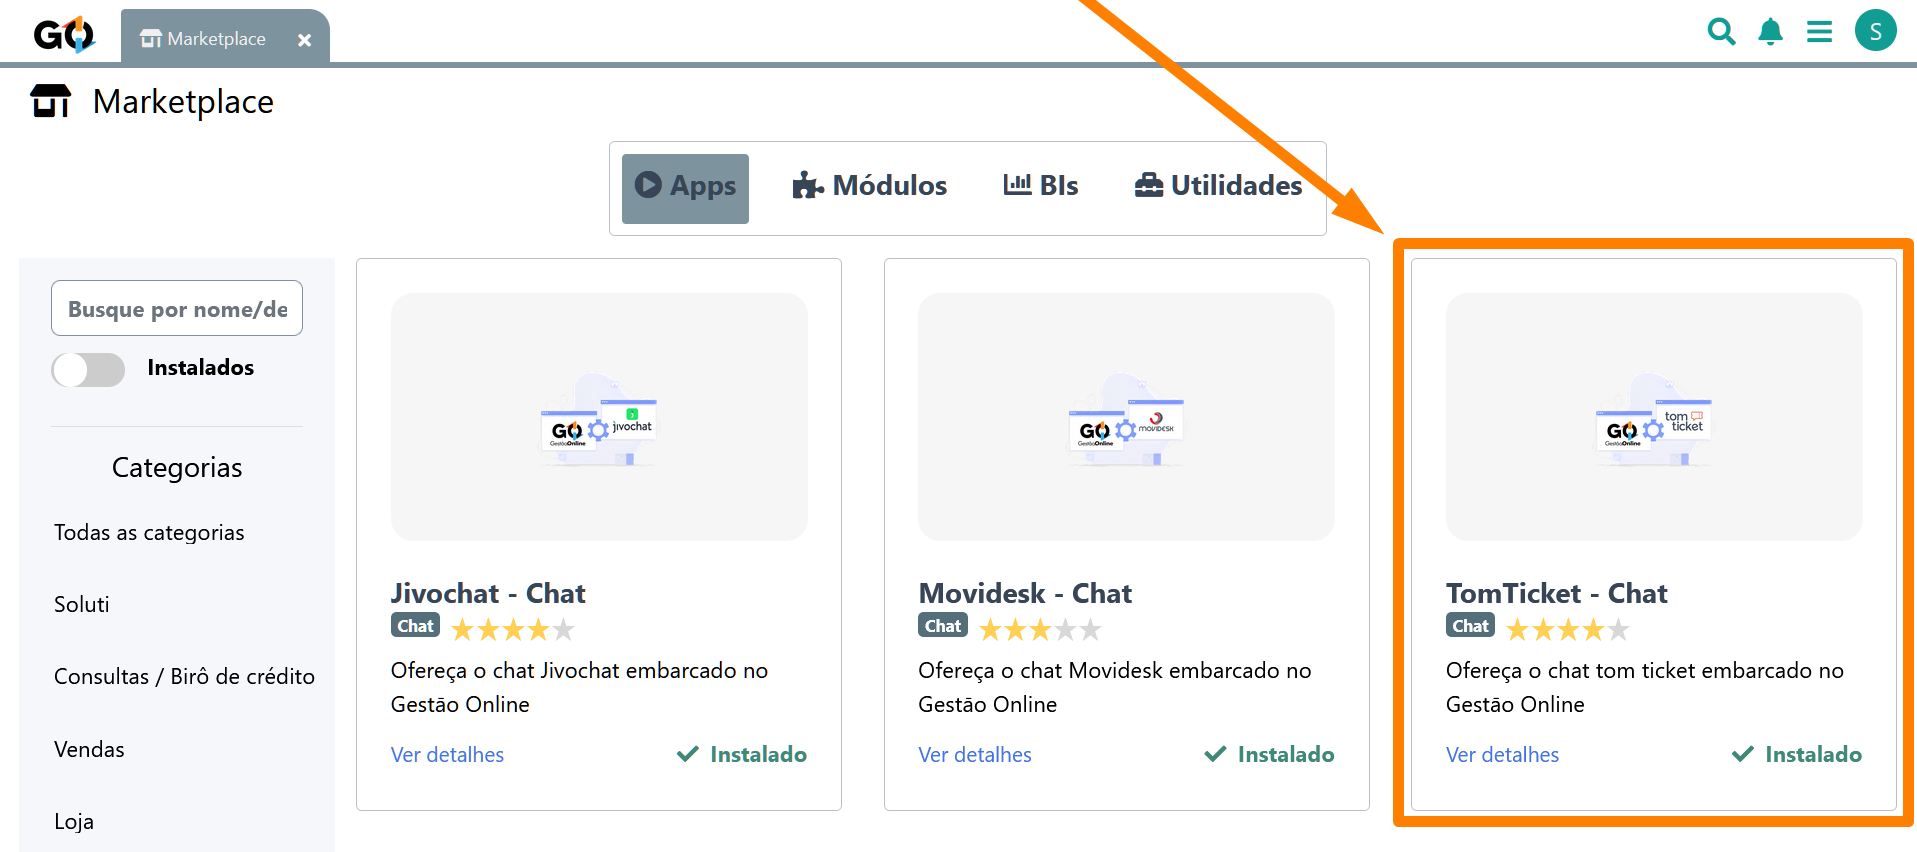 GO
Marketplace
S
Marketplace
Apps
Módulos
BIs
Utilidades
Busque por nome/de
Instalados
Categorias
Todas as categorias
Soluti
Consultas / Birô de crédito
Vendas
Loja
GO
GestãoOnline
jivochat
Jivochat - Chat
Chat
Ofereça o chat Jivochat embarcado no
Gestão Online
Ver detalhes
Instalado
GO
GestãoOnline
MOVIDESK
Movidesk - Chat
Chat
Ofereça o chat Movidesk embarcado no
Gestão Online
Ver detalhes
Instalado
GO
GestãoOnline
tom
ticket
TomTicket - Chat
Chat
Ofereça o chat tom ticket embarcado no
Gestão Online
Ver detalhes
Instalado